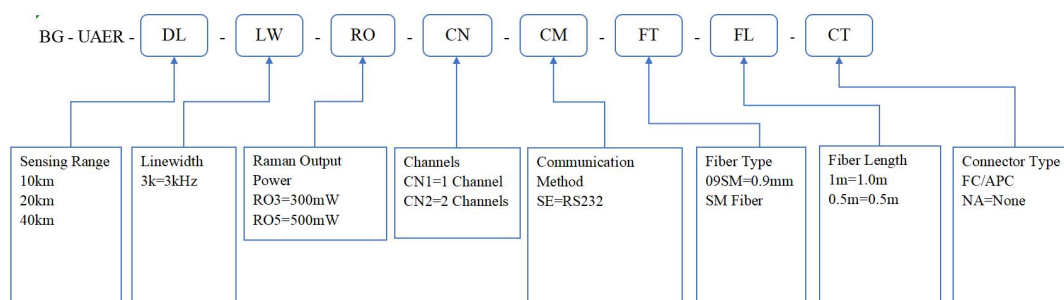 BG - UAER - DL - LW - RO - CN - CM - FT - FL - CT
Sensing Range
10km
20km
40km
Linewidth
3k=3kHz
Raman Output
Power
RO3=300mW
RO5=500mW
Channels
CN1=1 Channel
CN2=2 Channels
Communication
Method
SE=RS232
Fiber Type
09SM=0.9mm
SM Fiber
Fiber Length
1m=1.0m
0.5m=0.5m
Connector Type
FC/APC
NA=None